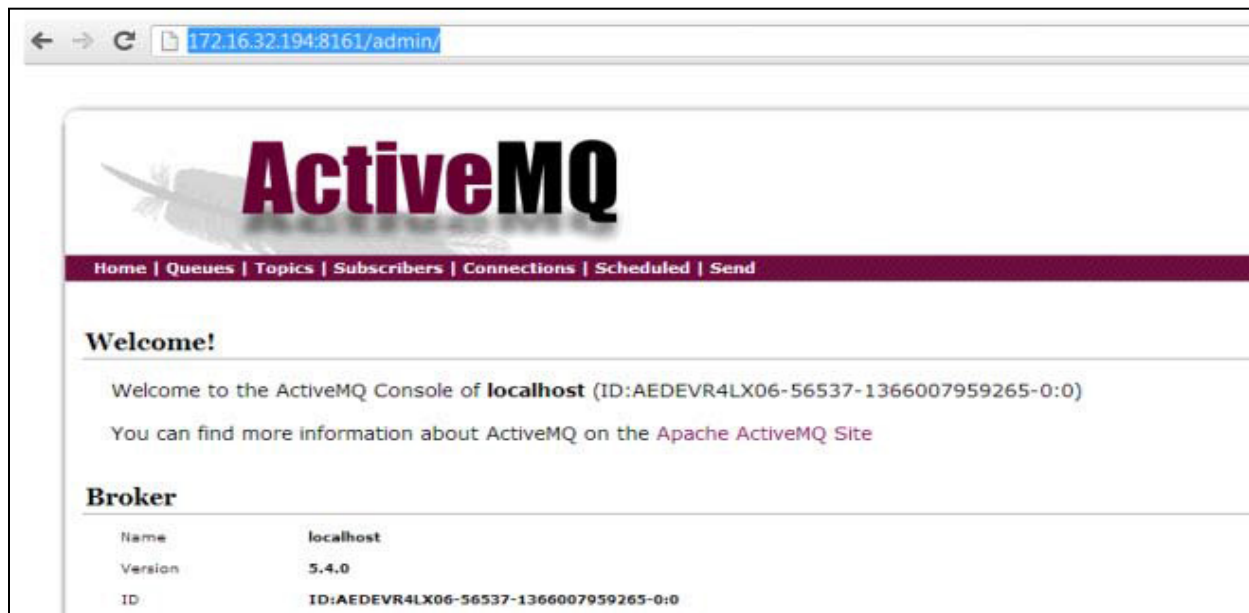 172.16.32.194:8161/admin/
ActiveMQ
Home | Queues | Topics | Subscribers | Connections | Scheduled | Send
Welcome!
Welcome to the ActiveMQ Console of localhost (ID:AEDEVR4LX06-56537-1366007959265-0:0)
You can find more information about ActiveMQ on the Apache ActiveMQ Site
Broker
Name localhost
Version 5.4.0
ID ID:AEDEVR4LX06-56537-1366007959265-0:0